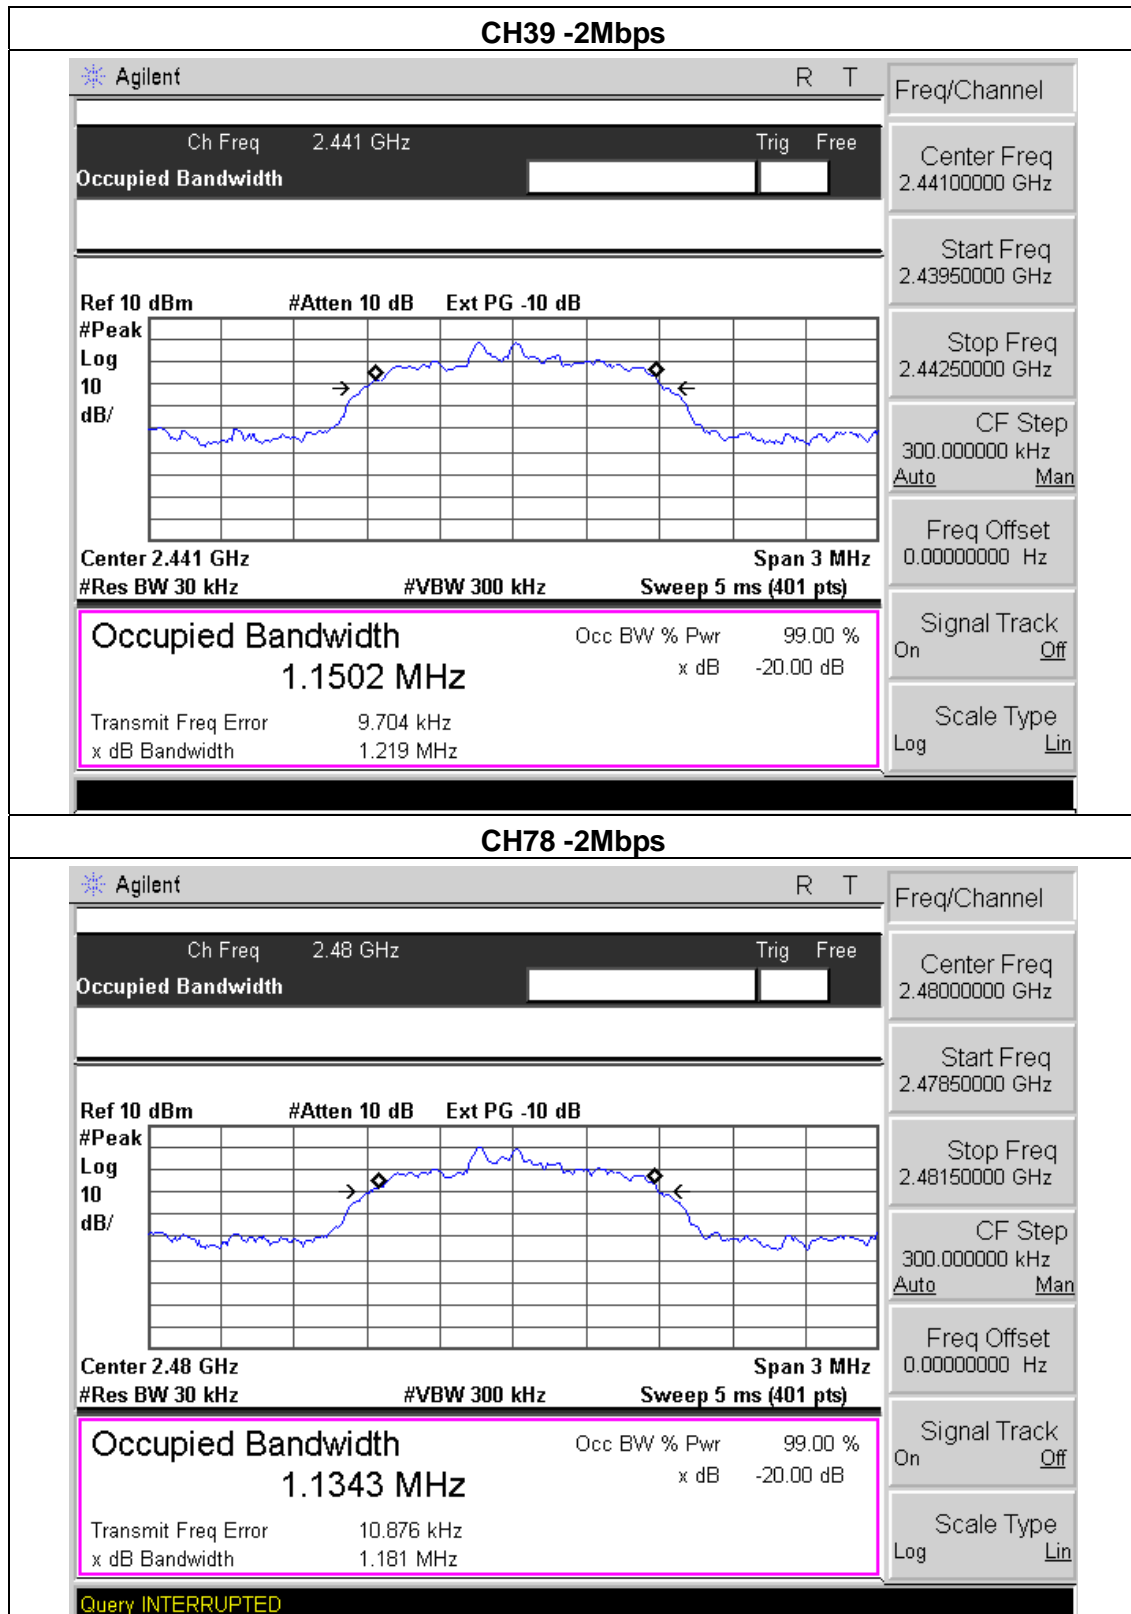 CH39 -2Mbps
Agilent R T
Freq/Channel
Ch Freq 2.441 GHz Trig Free
Occupied Bandwidth
Center Freq
2.44100000 GHz
Start Freq
2.43950000 GHz
Ref 10 dBm #Atten 10 dB Ext PG -10 dB
#Peak
Log
10
dB/
Stop Freq
2.44250000 GHz
CF Step
300.000000 kHz
Auto Man
Freq Offset
0.00000000 Hz
Center 2.441 GHz Span 3 MHz
#Res BW 30 kHz #VBW 300 kHz Sweep 5 ms (401 pts)
Occupied Bandwidth Occ BW % Pwr 99.00 %
1.1502 MHz x dB -20.00 dB
Transmit Freq Error 9.704 kHz
x dB Bandwidth 1.219 MHz
Signal Track
On Off
Scale Type
Log Lin
CH78 -2Mbps
Agilent R T
Freq/Channel
Ch Freq 2.48 GHz Trig Free
Occupied Bandwidth
Center Freq
2.48000000 GHz
Start Freq
2.47850000 GHz
Ref 10 dBm #Atten 10 dB Ext PG -10 dB
#Peak
Log
10
dB/
Stop Freq
2.48150000 GHz
CF Step
300.000000 kHz
Auto Man
Freq Offset
0.00000000 Hz
Center 2.48 GHz Span 3 MHz
#Res BW 30 kHz #VBW 300 kHz Sweep 5 ms (401 pts)
Occupied Bandwidth Occ BW % Pwr 99.00 %
1.1343 MHz x dB -20.00 dB
Transmit Freq Error 10.876 kHz
x dB Bandwidth 1.181 MHz
Signal Track
On Off
Scale Type
Log Lin
Query INTERRUPTED